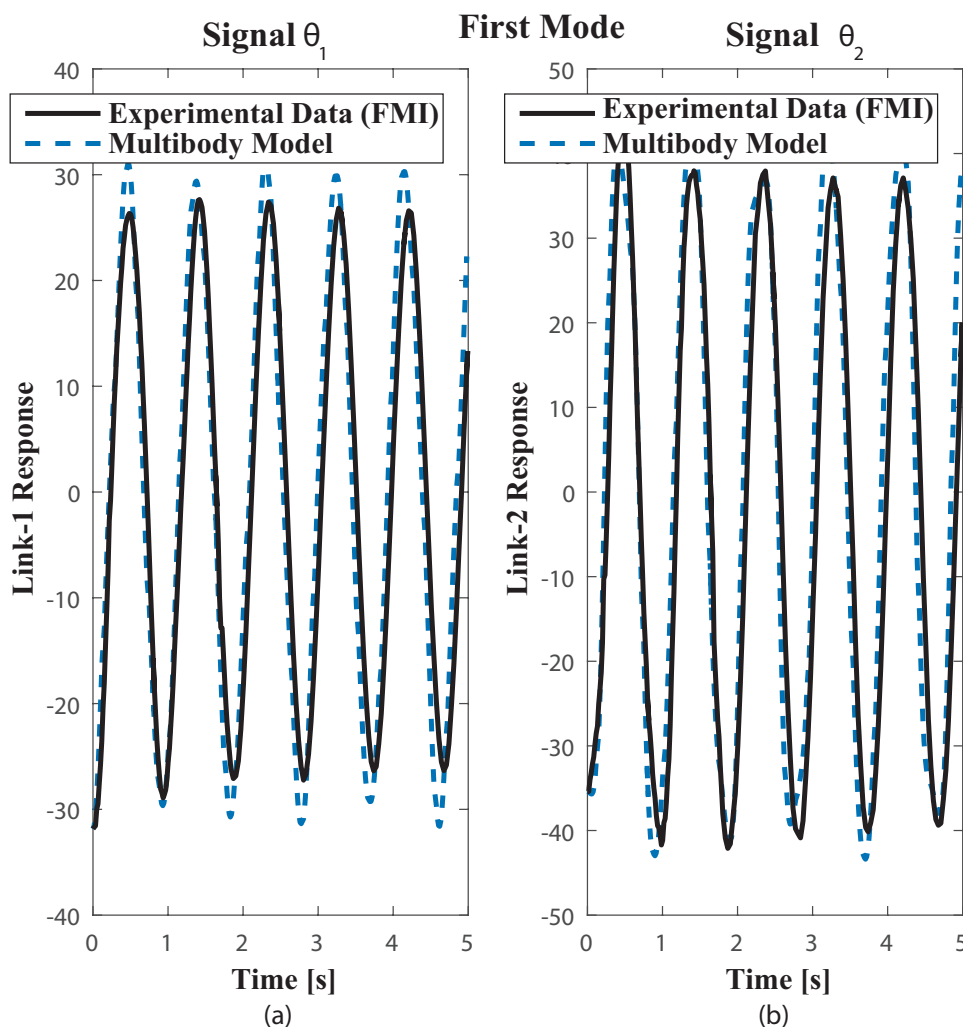 First Mode
Signal θ1
40
Experimental Data (FMI)
Multibody Model
30
20
10
0
-10
-20
-30
-40
Link-1 Response
0 1 2 3 4 5
Time [s]
(a)
Signal θ2
50
Experimental Data (FMI)
Multibody Model
40
30
20
10
0
-10
-20
-30
-40
-50
Link-2 Response
0 1 2 3 4 5
Time [s]
(b)